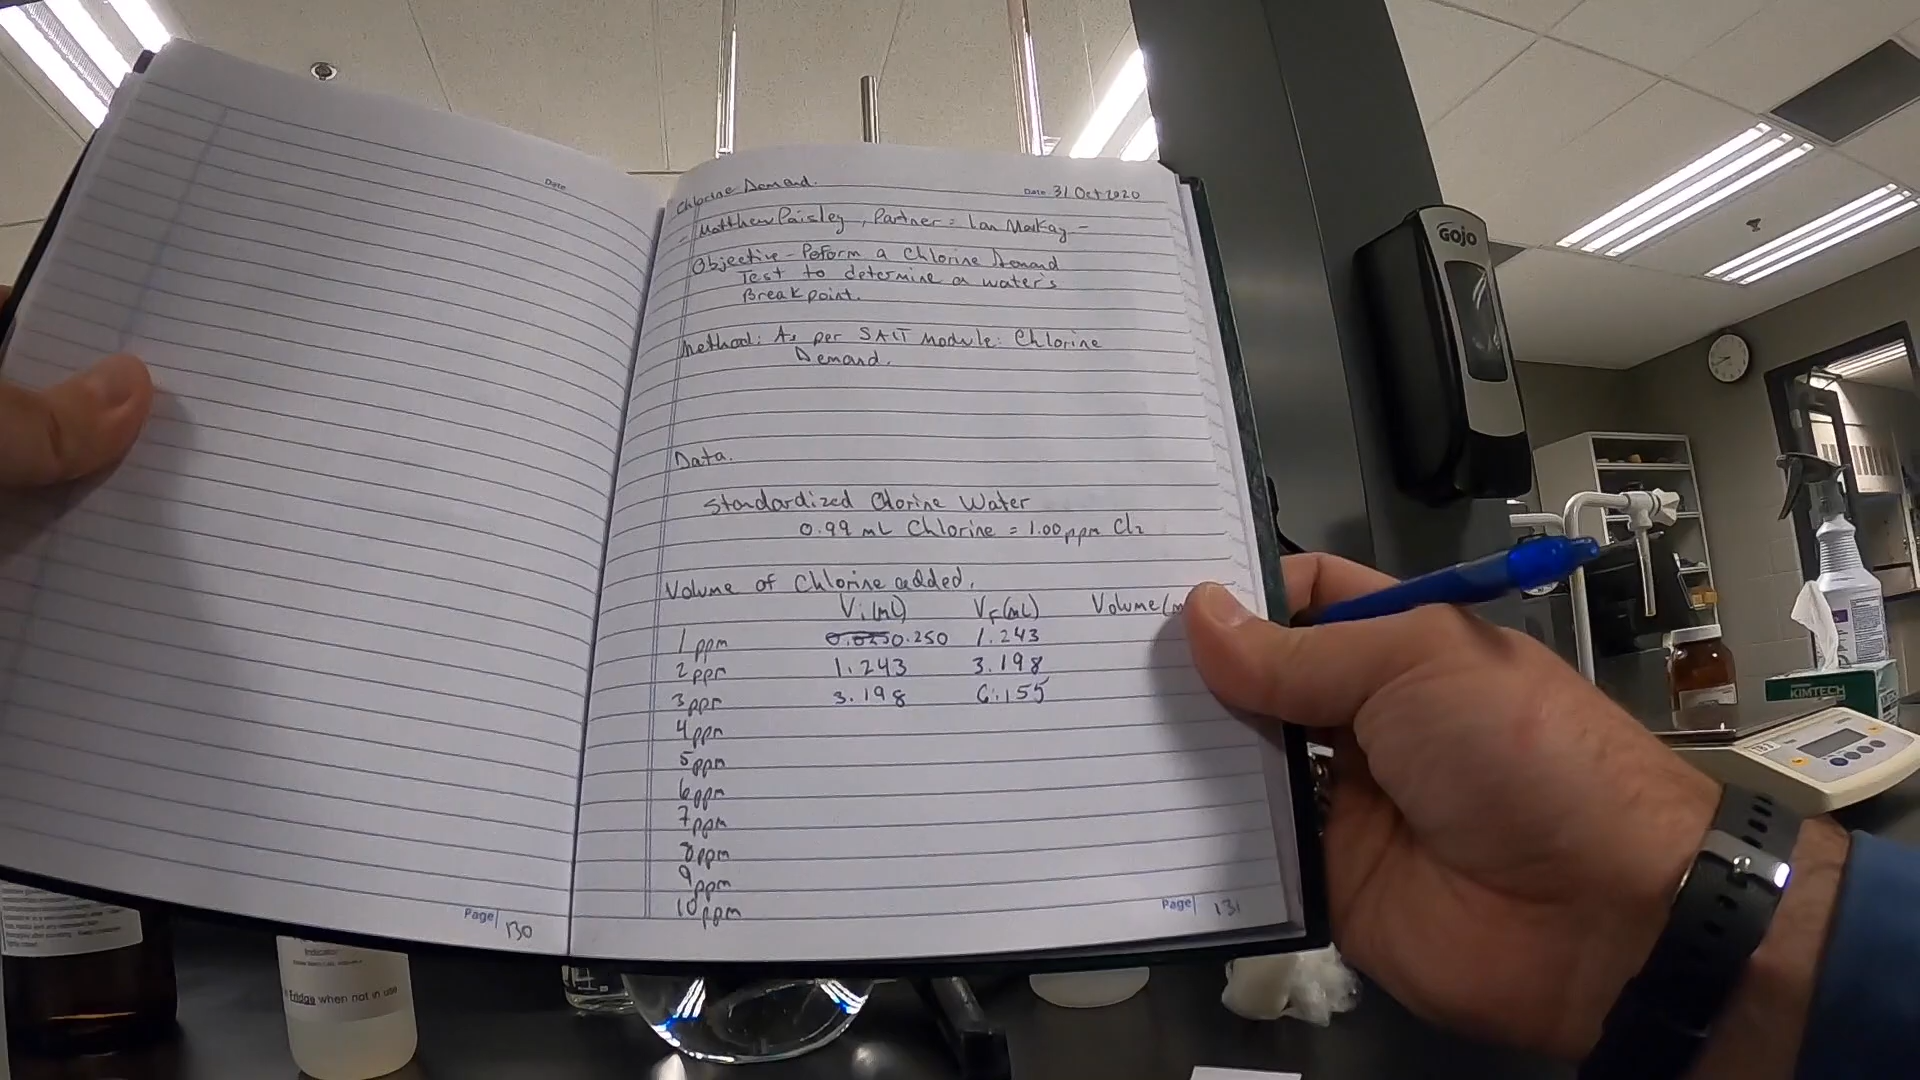 Date
Chlorine Demand.
Date 31 Oct 2020
- Matthew Paisley, Partner = Ian MacKay -
Objective - Peform a Chlorine Demand
Test to determine a water's
Breakpoint.
Method: As per SAIT Module: Chlorine
Demand.
Data.
Standardized Chlorine Water
0.99 mL Chlorine = 1.00 ppm Cl2
Volume of Chlorine added.
Vi (mL) VF (mL) Volume (m
1 ppm 0.250 1.243
2 ppm 1.243 3.198
3 ppm 3.198 6.155
4 ppm
5 ppm
6 ppm
7 ppm
8 ppm
9 ppm
10 ppm
Page 130
Page 131
GOJO
KIMTECH
Indicator
Fridge when not in use